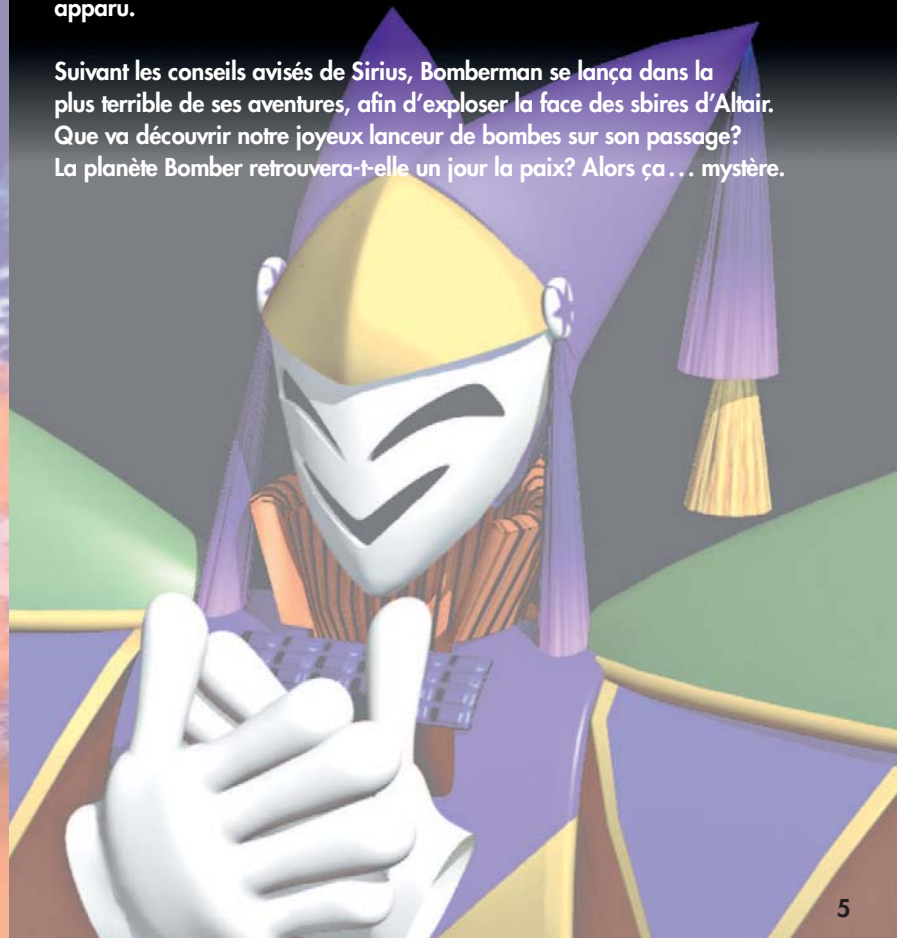 apparu.
Suivant les conseils avisés de Sirius, Bomberman se lança dans la
plus terrible de ses aventures, afin d’exploser la face des sbires d’Altair.
Que va découvrir notre joyeux lanceur de bombes sur son passage?
La planète Bomber retrouvera-t-elle un jour la paix? Alors ça... mystère.
5